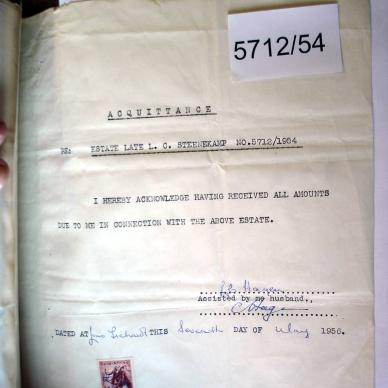 5712/54
ACQUITTANCE
RE: ESTATE LATE L. C. STEENEKAMP NO.5712/1954
I HEREBY ACKNOWLEDGE HAVING RECEIVED ALL AMOUNTS
DUE TO ME IN CONNECTION WITH THE ABOVE ESTATE.
Assisted by me husband.,
DATED AT THIS Seventh DAY OF May 1956.